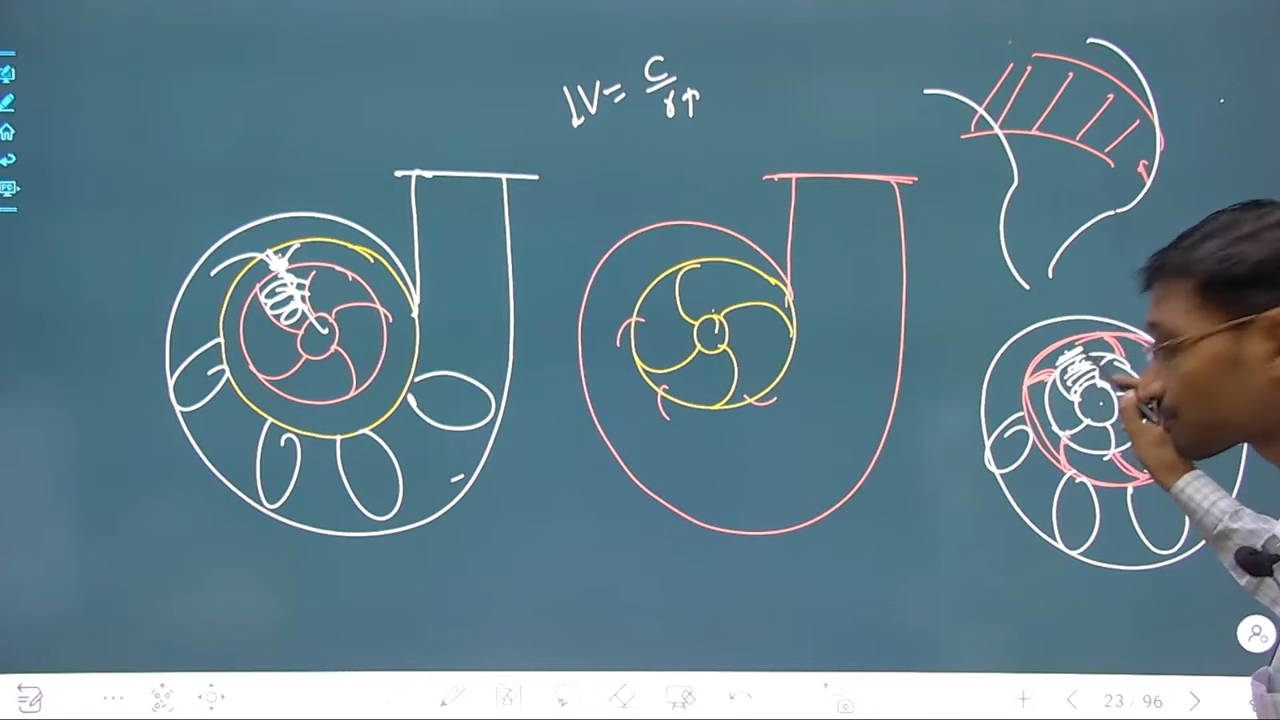 ↓V = C/r↑
23 / 96